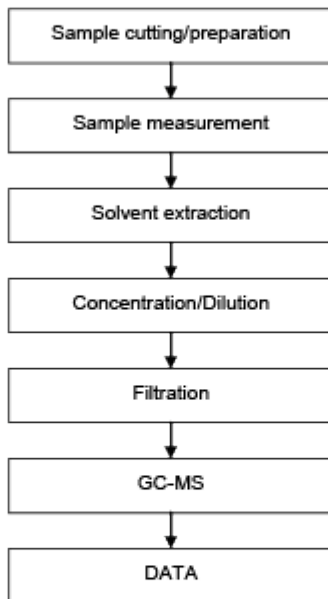 Sample cutting/preparation
Sample measurement
Solvent extraction
Concentration/Dilution
Filtration
GC-MS
DATA